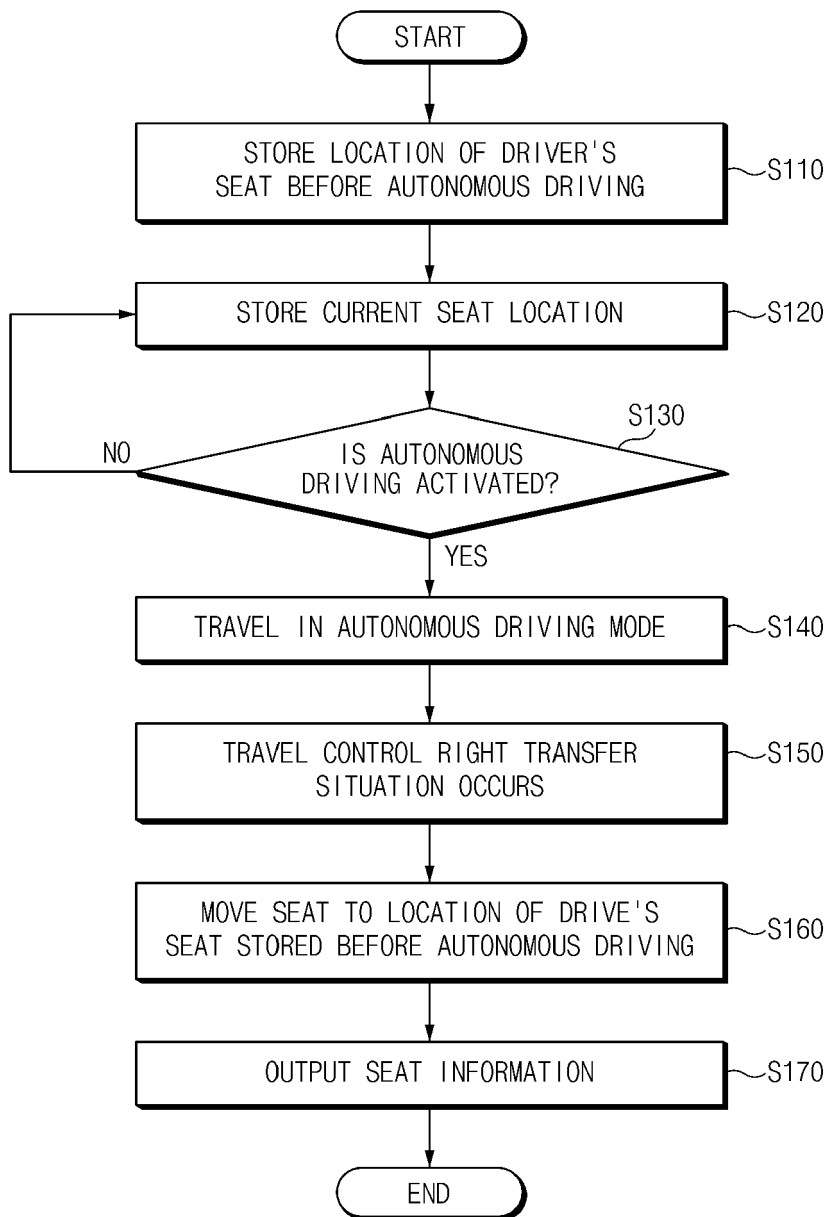 START
STORE LOCATION OF DRIVER'S
SEAT BEFORE AUTONOMOUS DRIVING
S110
STORE CURRENT SEAT LOCATION
S120
S130
NO
IS AUTONOMOUS
DRIVING ACTIVATED?
YES
TRAVEL IN AUTONOMOUS DRIVING MODE
S140
TRAVEL CONTROL RIGHT TRANSFER
SITUATION OCCURS
S150
MOVE SEAT TO LOCATION OF DRIVE'S
SEAT STORED BEFORE AUTONOMOUS DRIVING
S160
OUTPUT SEAT INFORMATION
S170
END